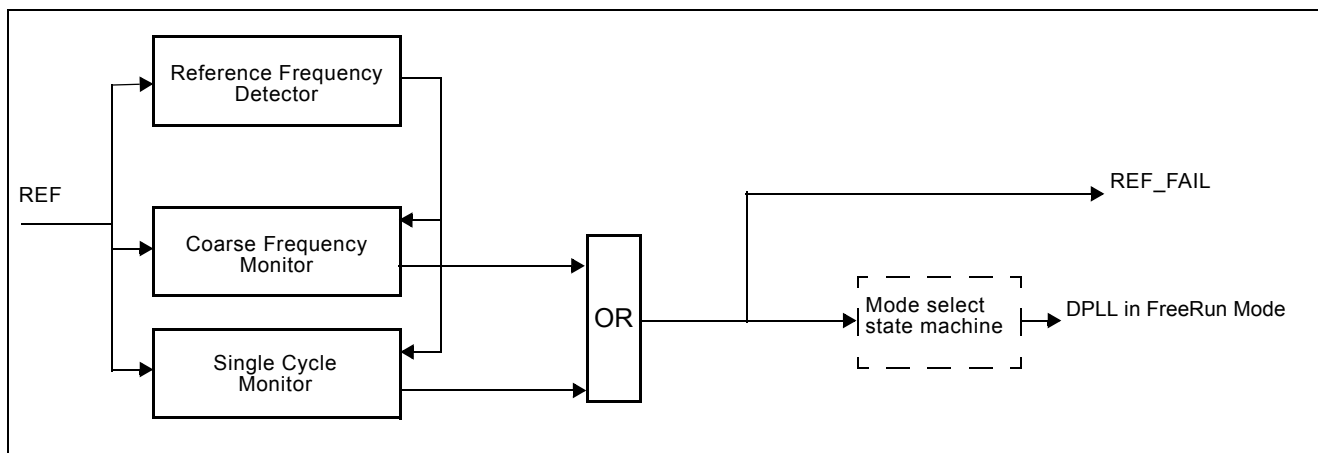 Reference Frequency
Detector
REF
REF_FAIL
Coarse Frequency
Monitor
OR
Mode select
state machine
DPLL in FreeRun Mode
Single Cycle
Monitor